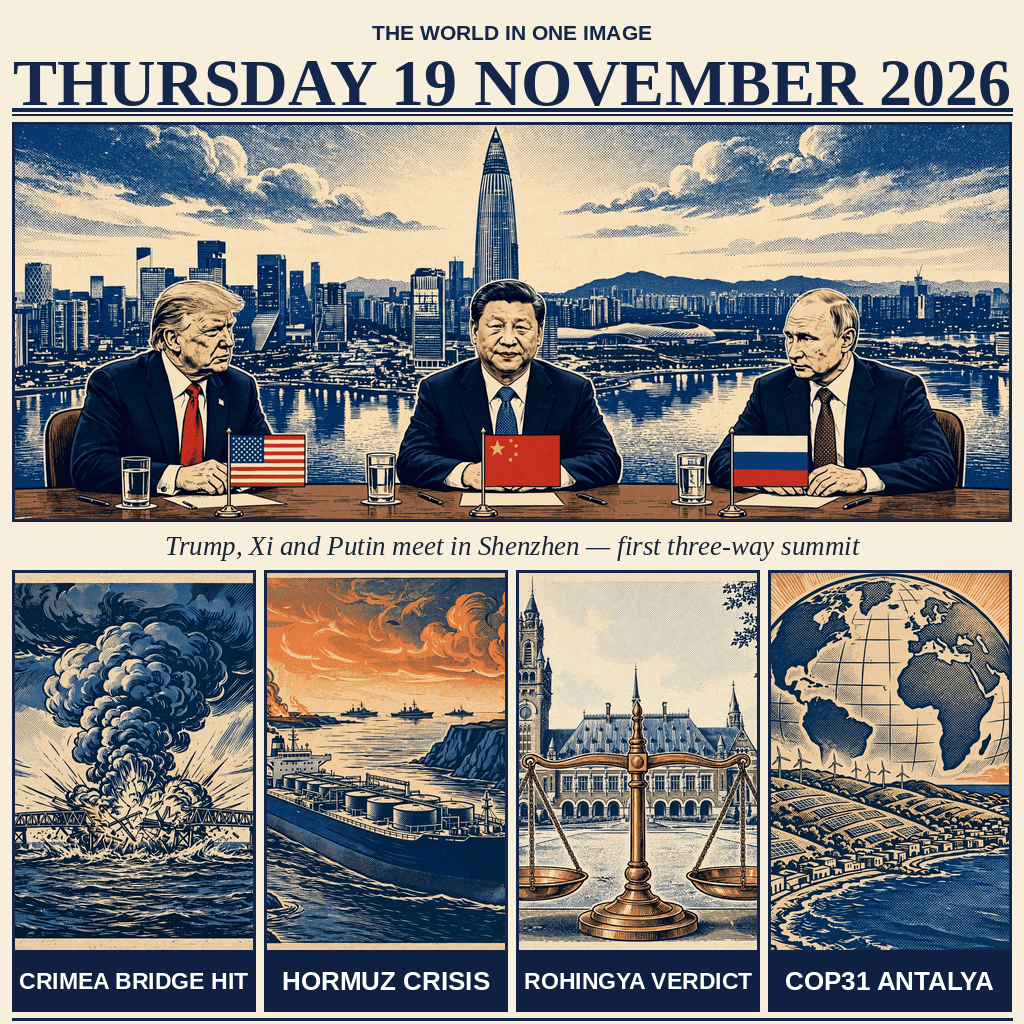 THE WORLD IN ONE IMAGE
THURSDAY 19 NOVEMBER 2026
Trump, Xi and Putin meet in Shenzhen — first three-way summit
CRIMEA BRIDGE HIT
HORMUZ CRISIS
ROHINGYA VERDICT
COP31 ANTALYA